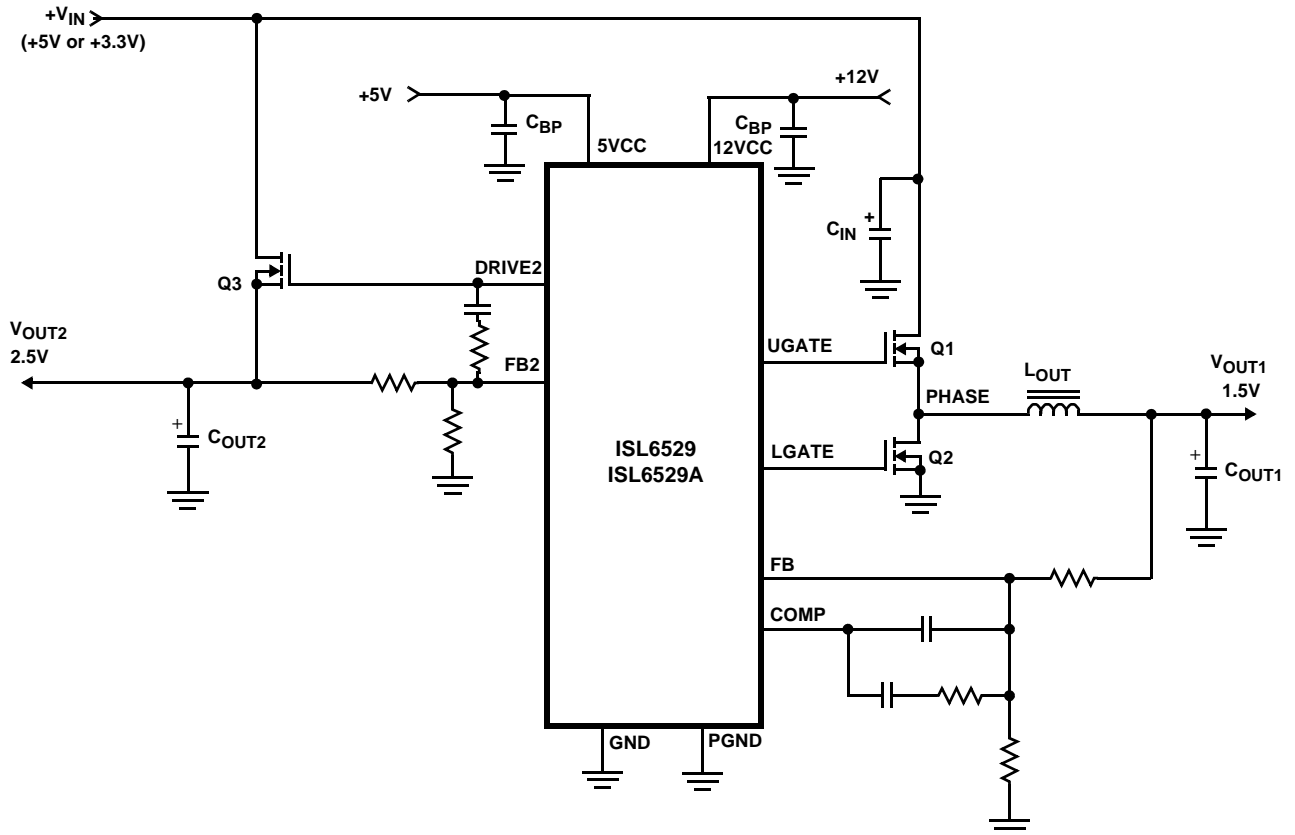 +VIN
(+5V or +3.3V)
+5V
+12V
CBP
CBP
5VCC
12VCC
CIN
+
Q3
DRIVE2
VOUT2
2.5V
FB2
UGATE
Q1
LOUT
VOUT1
1.5V
PHASE
+
COUT2
ISL6529
ISL6529A
LGATE
Q2
+
COUT1
FB
COMP
GND
PGND